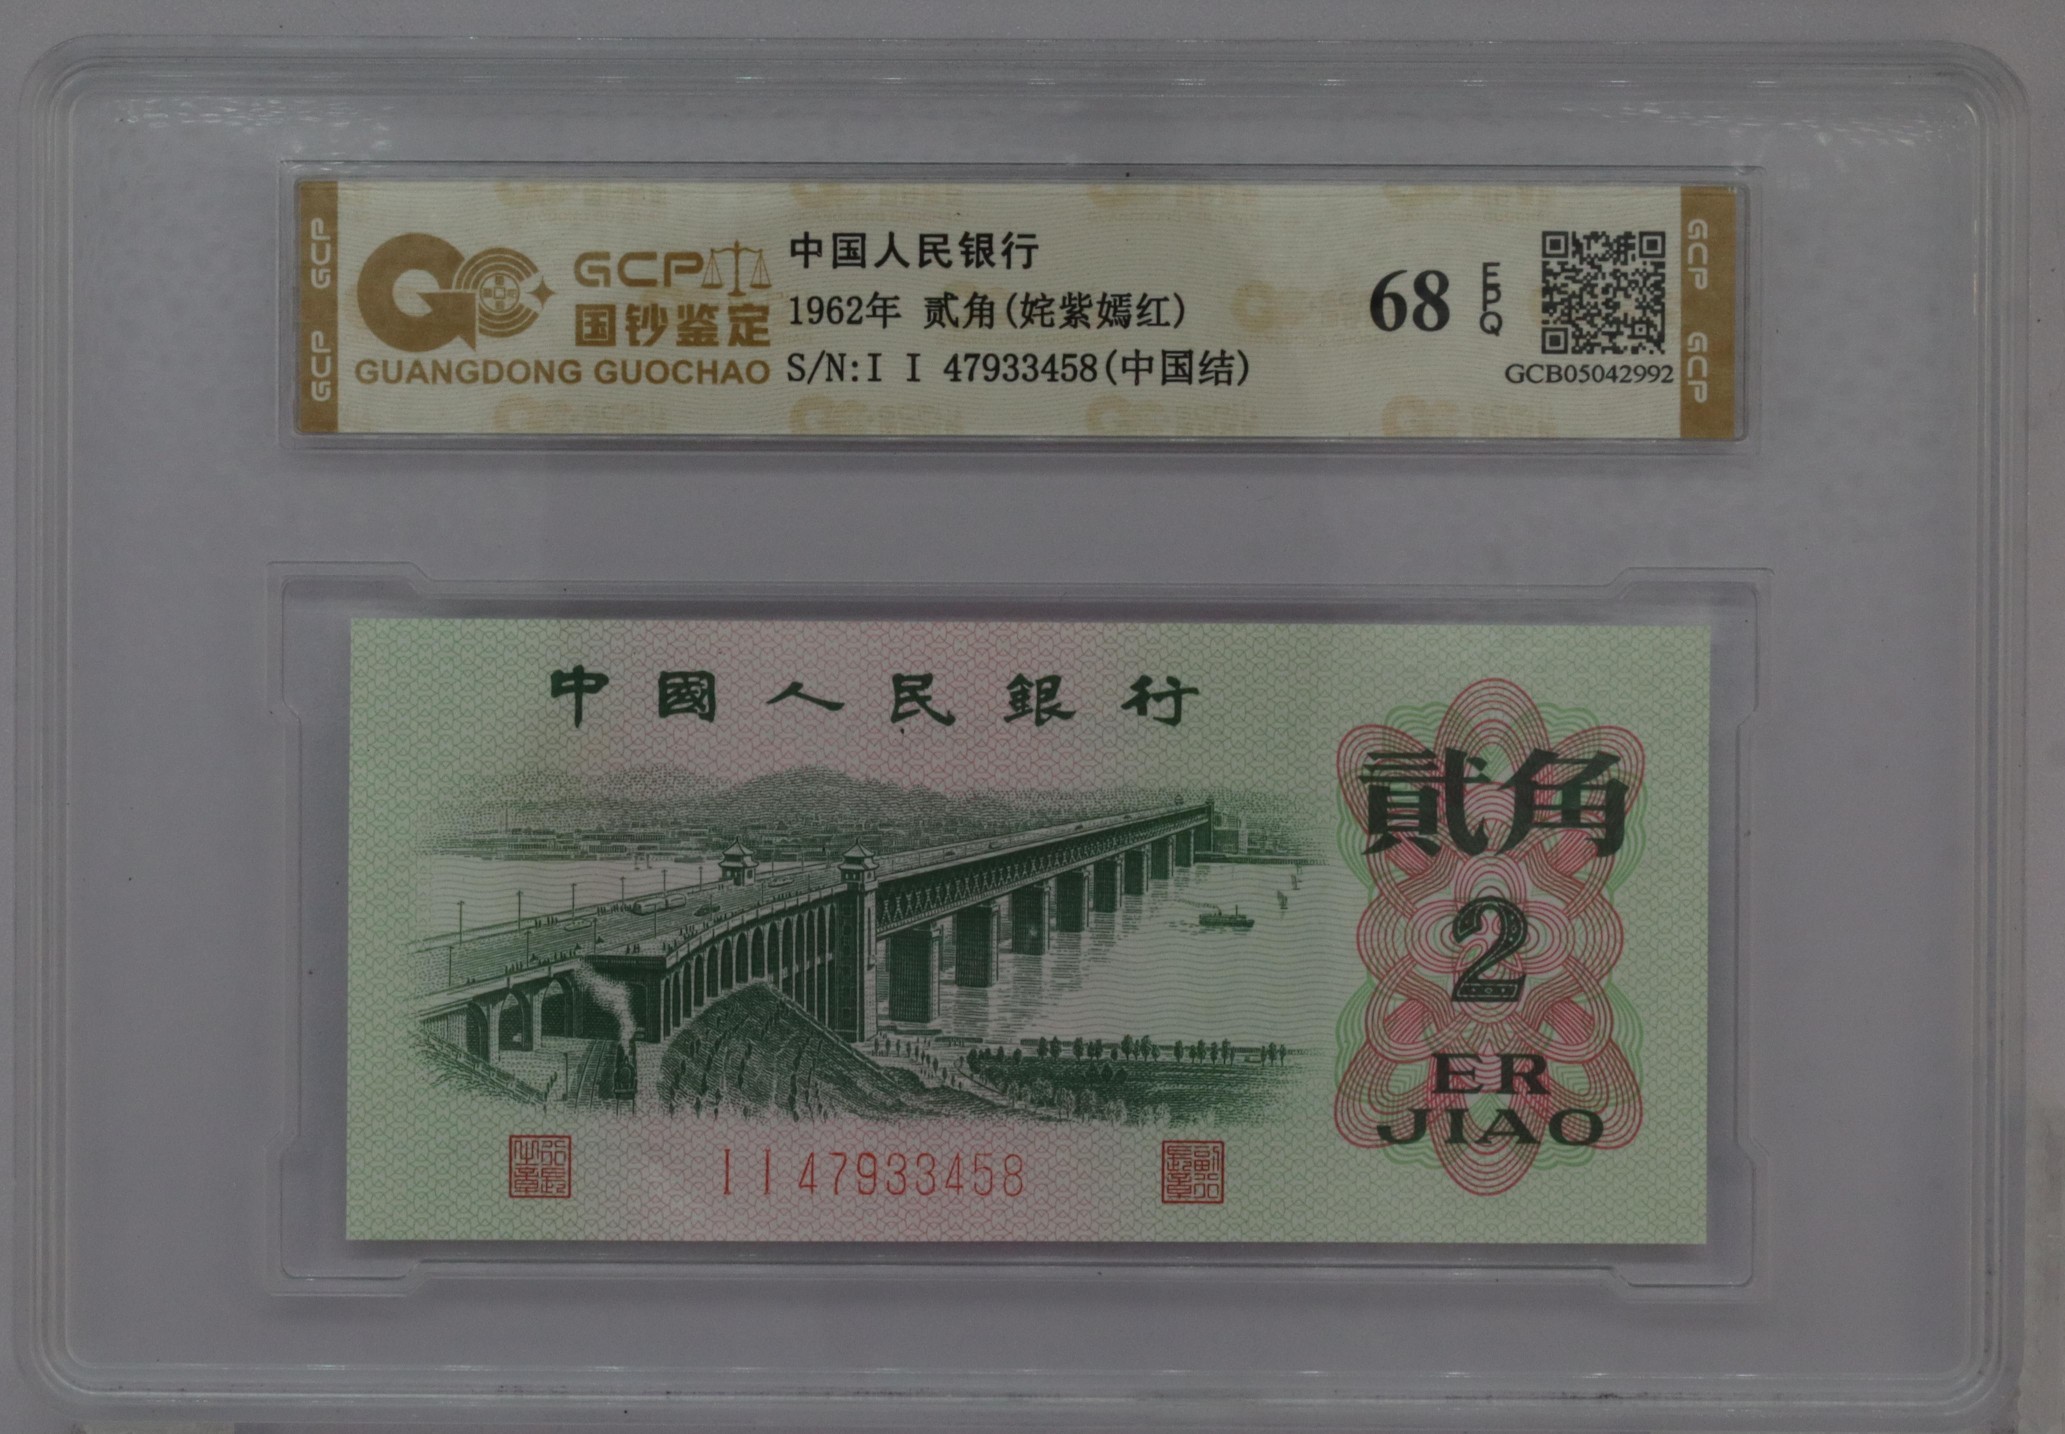 GCP
GCP
GCP
国钞鉴定
GUANGDONG GUOCHAO
中国人民银行
1962年 贰角(姹紫嫣红)
S/N:I I 47933458(中国结)
68
EPQ
GCB05042992
GCP
GCP
中國人民銀行
貳角
2
ER
JIAO
I I 47933458